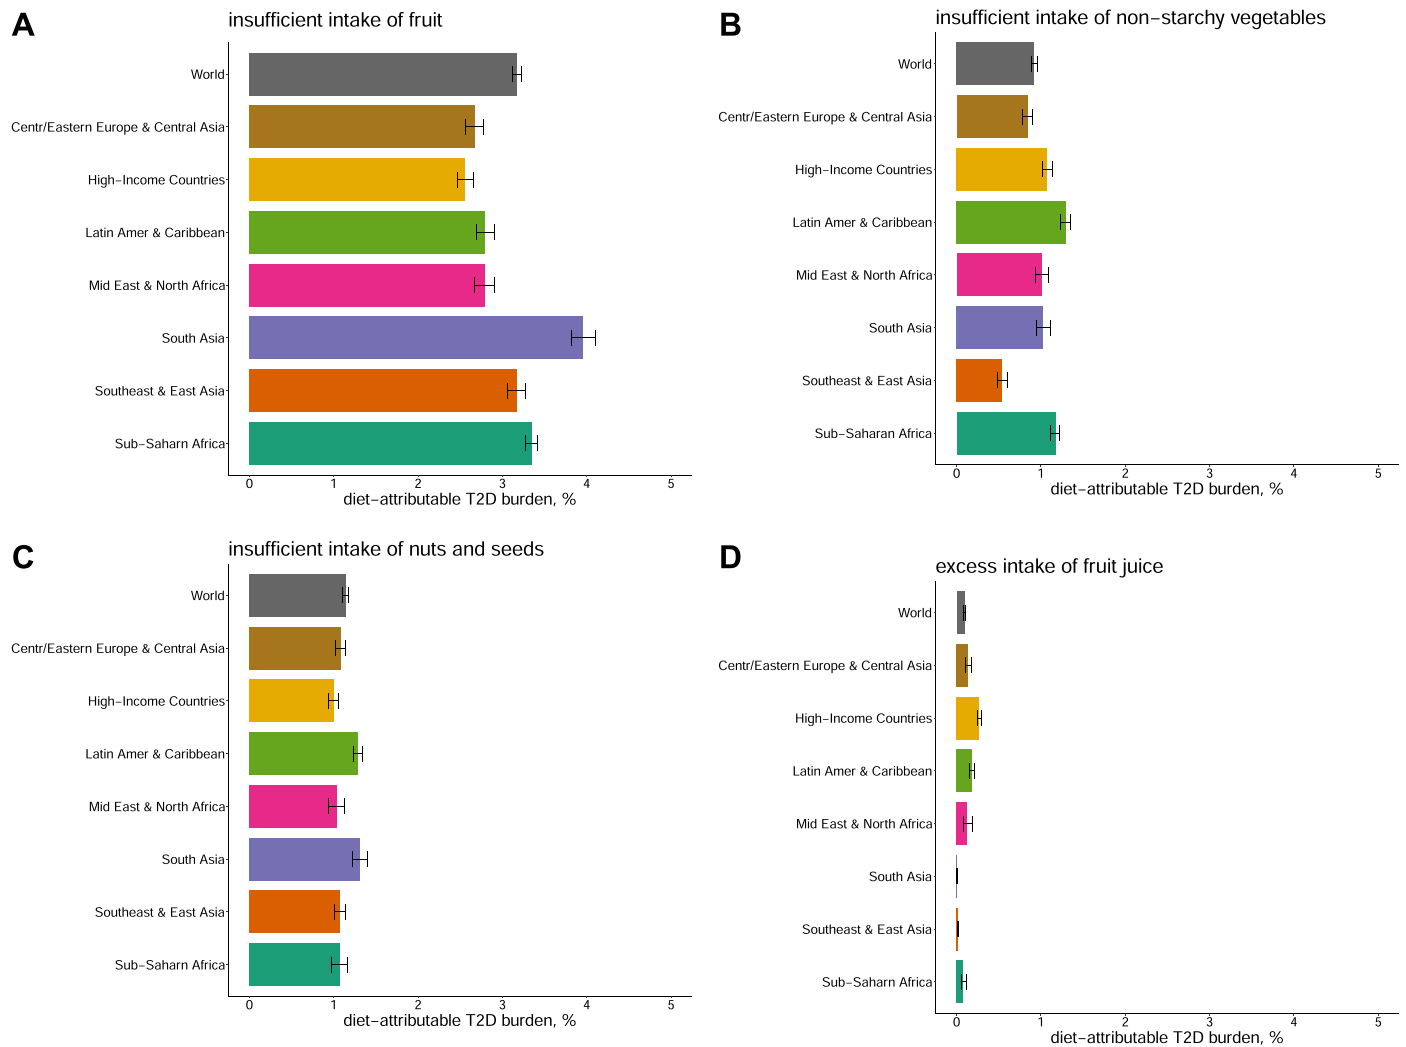 A
insufficient intake of fruit
World
Centr/Eastern Europe & Central Asia
High−Income Countries
Latin Amer & Caribbean
Mid East & North Africa
South Asia
Southeast & East Asia
Sub−Saharn Africa
0 1 2 3 4 5
diet−attributable T2D burden, %
B
insufficient intake of non−starchy vegetables
World
Centr/Eastern Europe & Central Asia
High−Income Countries
Latin Amer & Caribbean
Mid East & North Africa
South Asia
Southeast & East Asia
Sub−Saharan Africa
0 1 2 3 4 5
diet−attributable T2D burden, %
C
insufficient intake of nuts and seeds
World
Centr/Eastern Europe & Central Asia
High−Income Countries
Latin Amer & Caribbean
Mid East & North Africa
South Asia
Southeast & East Asia
Sub−Saharn Africa
0 1 2 3 4 5
diet−attributable T2D burden, %
D
excess intake of fruit juice
World
Centr/Eastern Europe & Central Asia
High−Income Countries
Latin Amer & Caribbean
Mid East & North Africa
South Asia
Southeast & East Asia
Sub−Saharn Africa
0 1 2 3 4 5
diet−attributable T2D burden, %